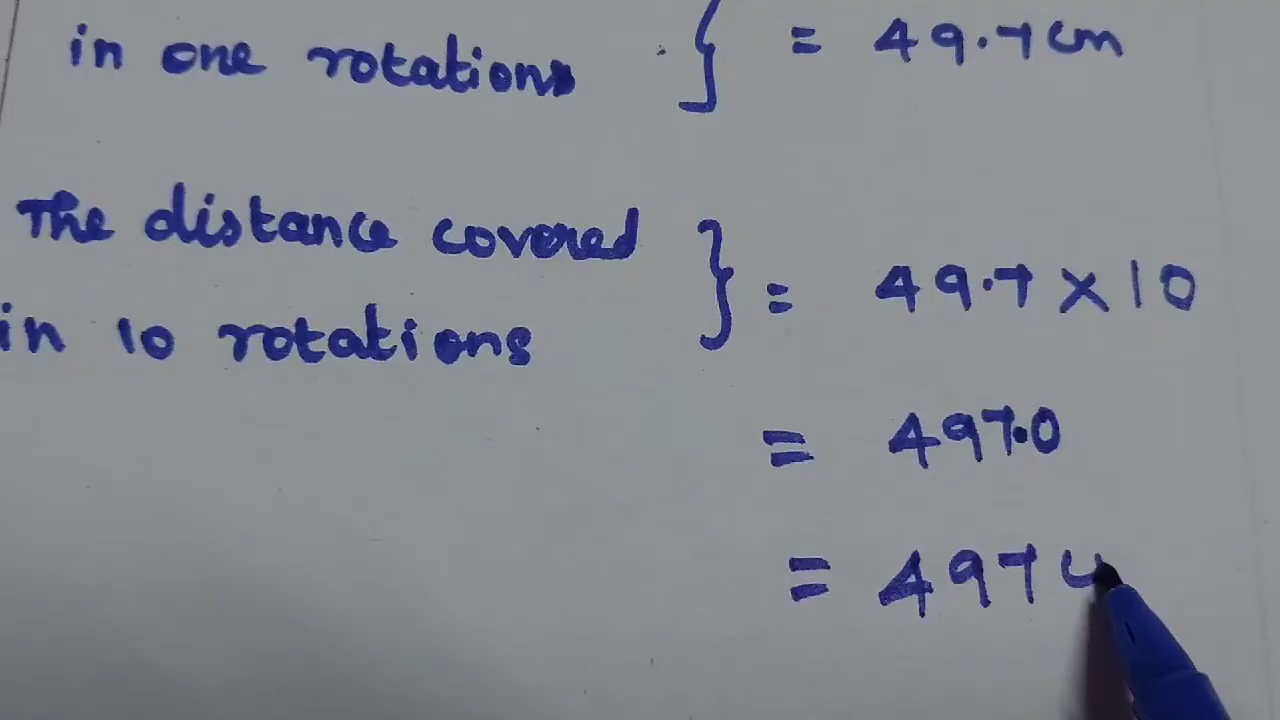 in one rotations } = 49.7cm
The distance covered
in 10 rotations } = 49.7 × 10
= 497.0
= 497 c